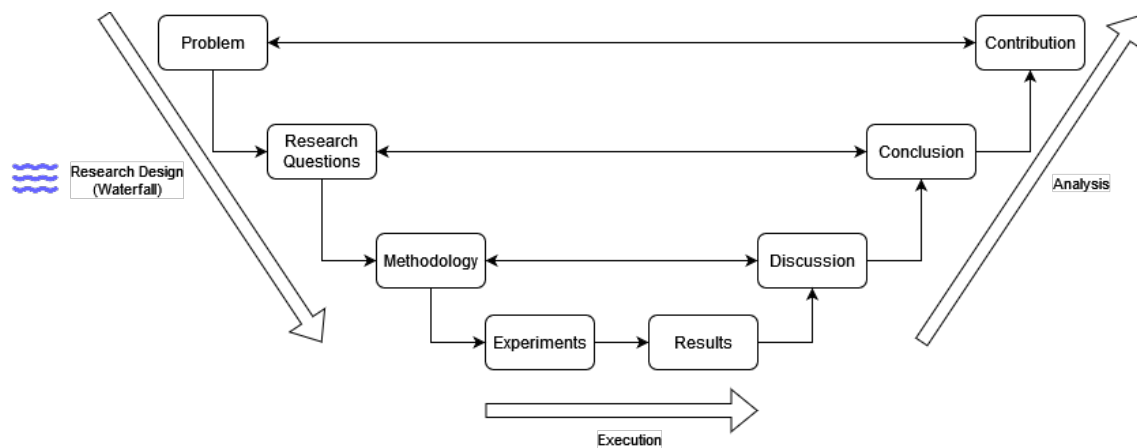 Problem
Contribution
Research
Questions
Conclusion
Research Design
(Waterfall)
Analysis
Methodology
Discussion
Experiments
Results
Execution